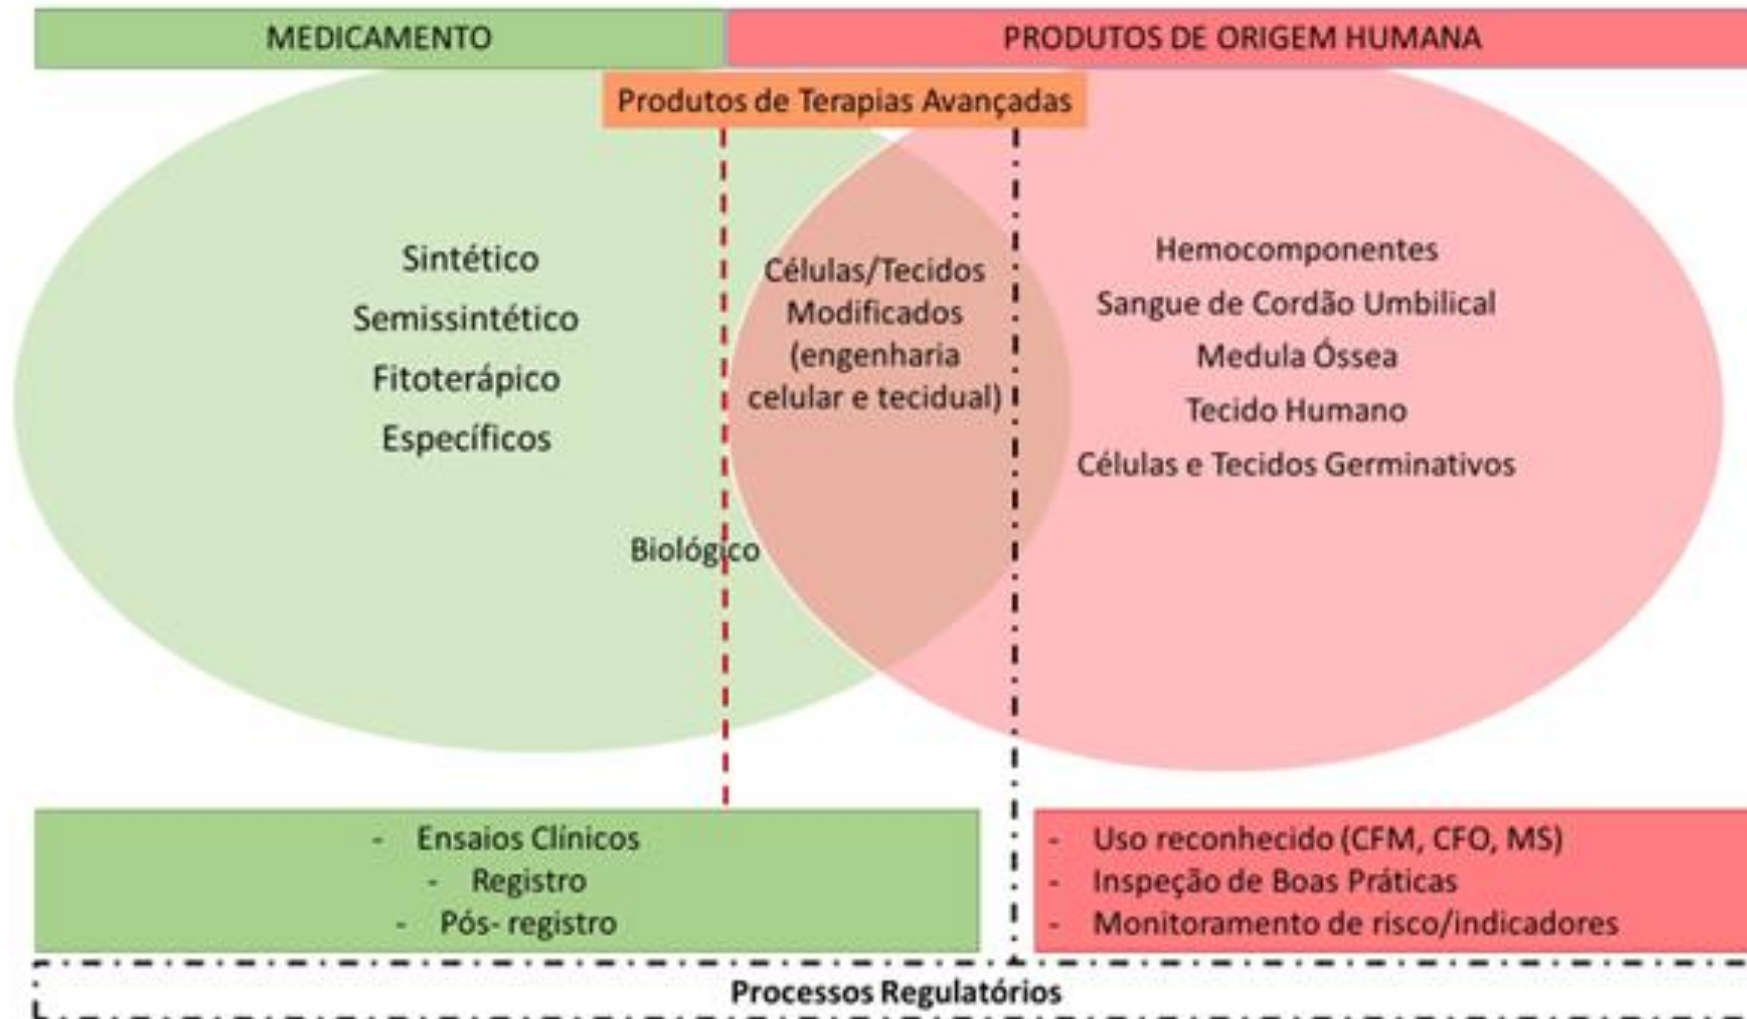 MEDICAMENTO
PRODUTOS DE ORIGEM HUMANA
Produtos de Terapias Avançadas
Sintético
Semissintético
Fitoterápico
Específicos
Biológico
Células/Tecidos
Modificados
(engenharia
celular e tecidual)
Hemocomponentes
Sangue de Cordão Umbilical
Medula Óssea
Tecido Humano
Células e Tecidos Germinativos
- Ensaios Clínicos
- Registro
- Pós- registro
- Uso reconhecido (CFM, CFO, MS)
- Inspeção de Boas Práticas
- Monitoramento de risco/indicadores
Processos Regulatórios